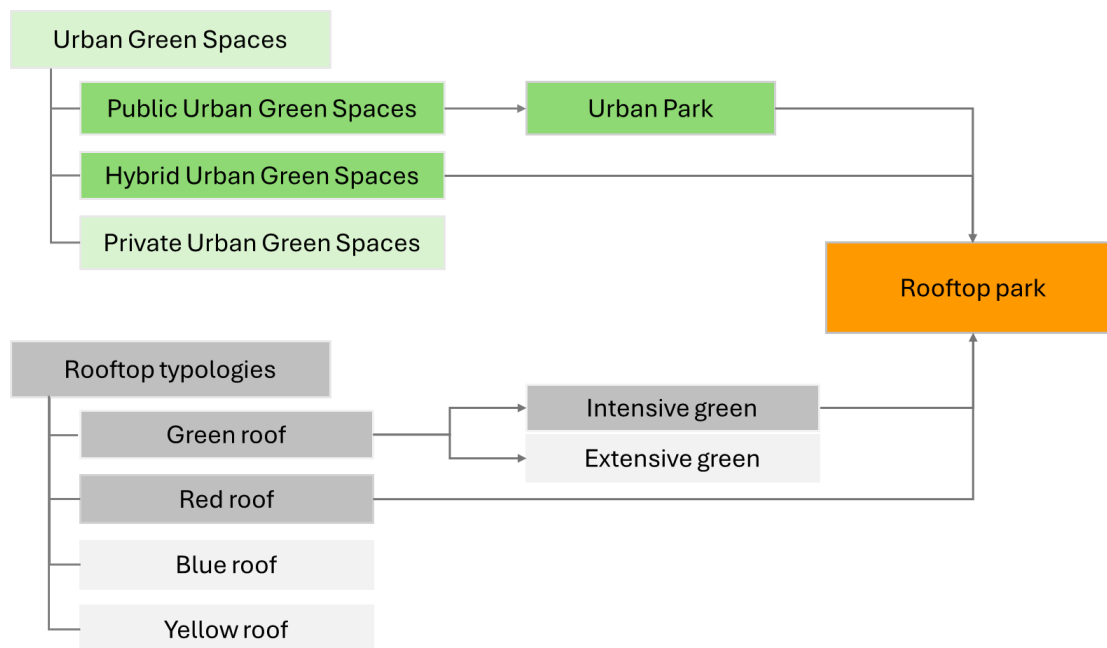 Urban Green Spaces
Public Urban Green Spaces
Urban Park
Hybrid Urban Green Spaces
Private Urban Green Spaces
Rooftop park
Rooftop typologies
Green roof
Intensive green
Extensive green
Red roof
Blue roof
Yellow roof